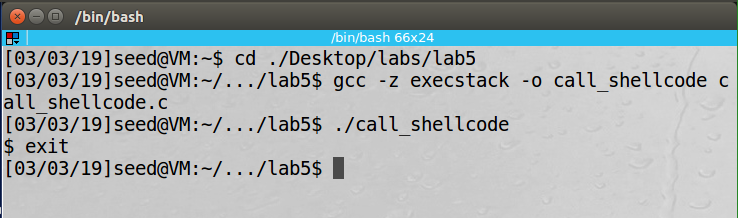 /bin/bash
/bin/bash 66x24
[03/03/19]seed@VM:~$ cd ./Desktop/labs/lab5
[03/03/19]seed@VM:~/.../lab5$ gcc -z execstack -o call_shellcode c
all_shellcode.c
[03/03/19]seed@VM:~/.../lab5$ ./call_shellcode
$ exit
[03/03/19]seed@VM:~/.../lab5$